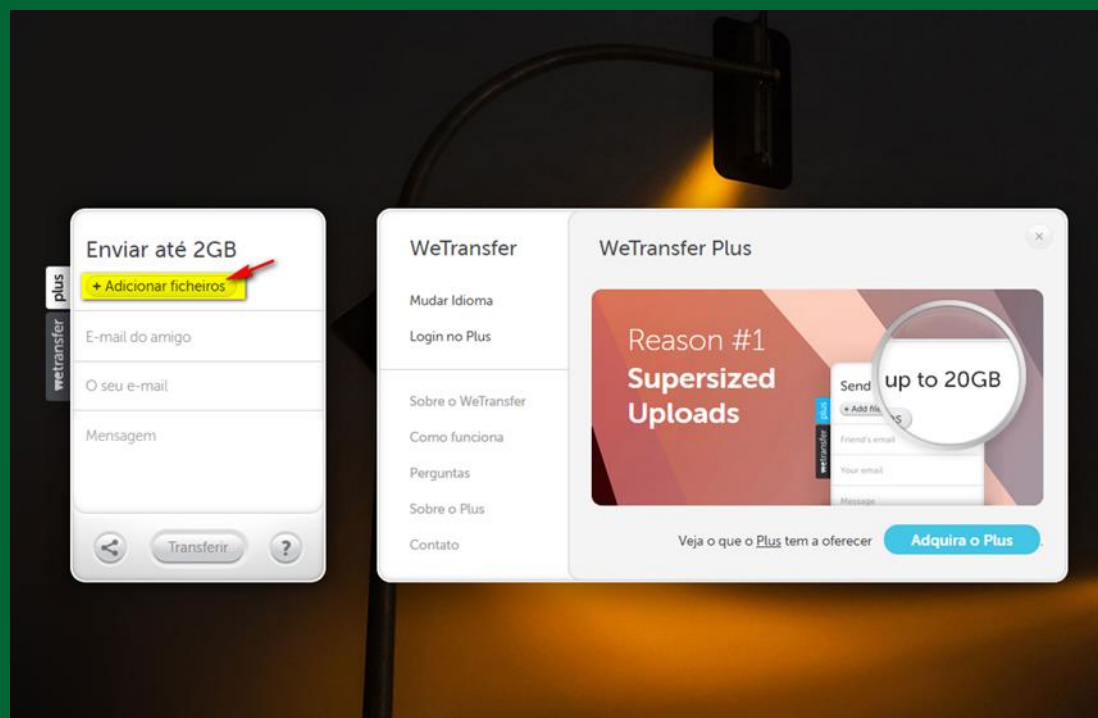 Enviar até 2GB
+ Adicionar ficheiros
E-mail do amigo
O seu e-mail
Mensagem
Transferir
?
plus
wetransfer
WeTransfer
Mudar Idioma
Login no Plus
Sobre o WeTransfer
Como funciona
Perguntas
Sobre o Plus
Contato
WeTransfer Plus
×
Reason #1
Supersized
Uploads
Send up to 20GB
+ Add file
es
plus
wetransfer
Friend's email
Your email
Message
Veja o que o Plus tem a oferecer
Adquira o Plus
.